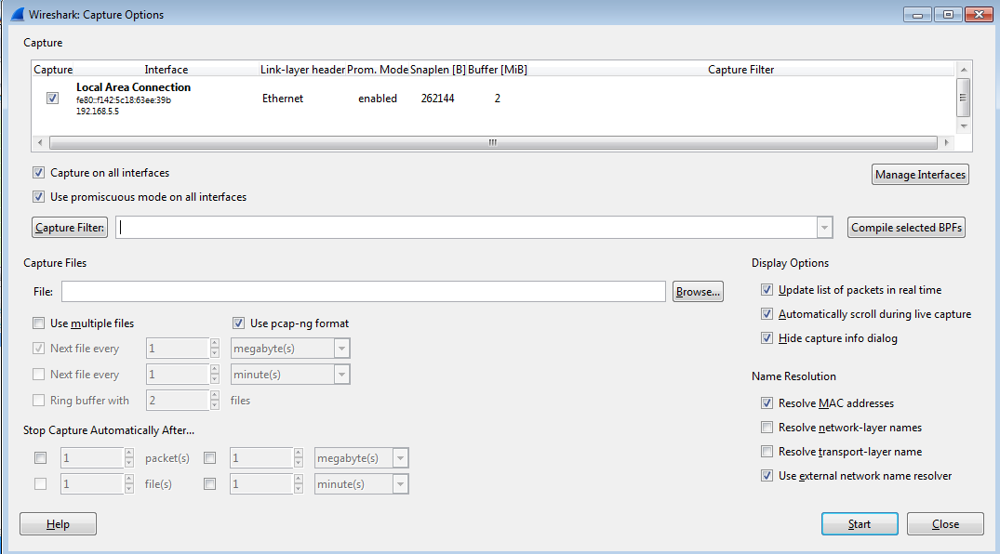 Wireshark: Capture Options
Capture
Capture Interface Link-layer header Prom. Mode Snaplen [B] Buffer [MiB] Capture Filter
Local Area Connection
fe80::f142:5c18:63ee:39b
Ethernet enabled 262144 2
192.168.5.5
Capture on all interfaces
Manage Interfaces
Use promiscuous mode on all interfaces
Capture Filter:
Compile selected BPFs
Capture Files
File:
Browse...
Use multiple files
Use pcap-ng format
Next file every 1 megabyte(s)
Next file every 1 minute(s)
Ring buffer with 2 files
Stop Capture Automatically After...
1 packet(s) 1 megabyte(s)
1 file(s) 1 minute(s)
Display Options
Update list of packets in real time
Automatically scroll during live capture
Hide capture info dialog
Name Resolution
Resolve MAC addresses
Resolve network-layer names
Resolve transport-layer name
Use external network name resolver
Help
Start
Close